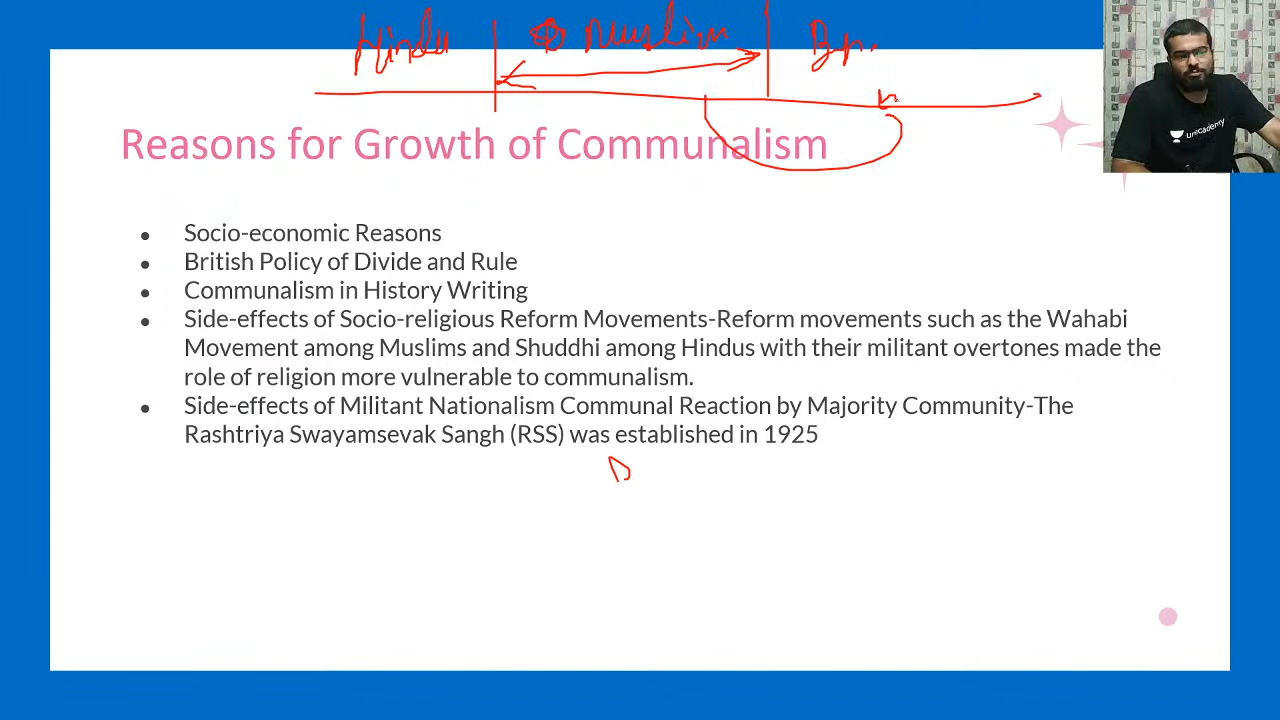 Hindu Muslim Br.
Reasons for Growth of Communalism
unacademy
● Socio-economic Reasons
● British Policy of Divide and Rule
● Communalism in History Writing
● Side-effects of Socio-religious Reform Movements-Reform movements such as the Wahabi
Movement among Muslims and Shuddhi among Hindus with their militant overtones made the
role of religion more vulnerable to communalism.
● Side-effects of Militant Nationalism Communal Reaction by Majority Community-The
Rashtriya Swayamsevak Sangh (RSS) was established in 1925